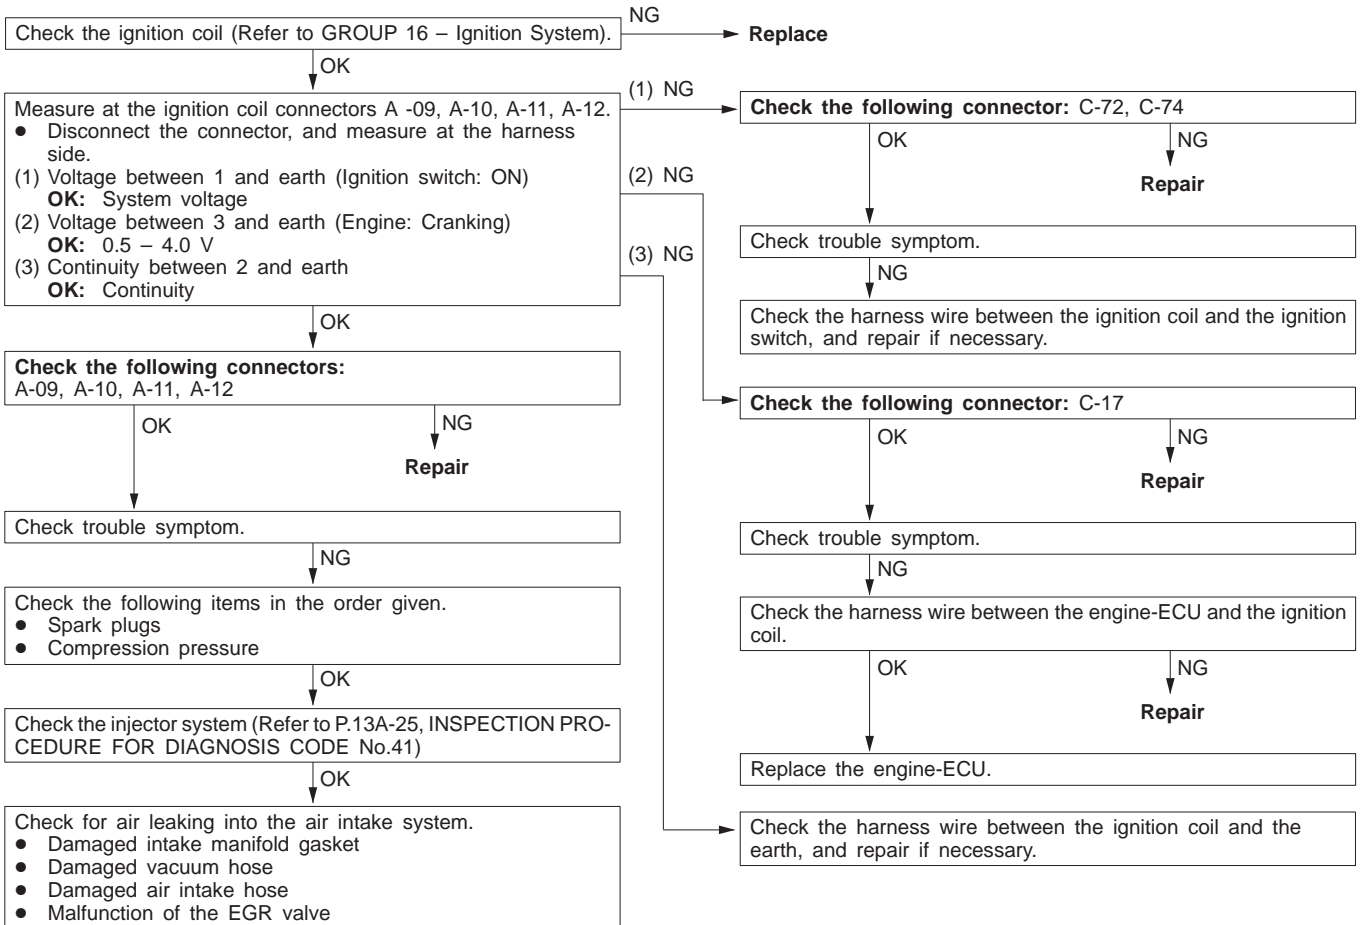 Check the ignition coil (Refer to GROUP 16 – Ignition System).
NG
Replace
OK
Measure at the ignition coil connectors A -09, A-10, A-11, A-12.
● Disconnect the connector, and measure at the harness
side.
(1) Voltage between 1 and earth (Ignition switch: ON)
OK: System voltage
(2) Voltage between 3 and earth (Engine: Cranking)
OK: 0.5 – 4.0 V
(3) Continuity between 2 and earth
OK: Continuity
OK
Check the following connectors:
A-09, A-10, A-11, A-12
OK
NG
Repair
Check trouble symptom.
NG
Check the following items in the order given.
● Spark plugs
● Compression pressure
OK
Check the injector system (Refer to P.13A-25, INSPECTION PRO-
CEDURE FOR DIAGNOSIS CODE No.41)
OK
Check for air leaking into the air intake system.
● Damaged intake manifold gasket
● Damaged vacuum hose
● Damaged air intake hose
● Malfunction of the EGR valve
(1) NG
Check the following connector: C-72, C-74
OK
NG
Repair
Check trouble symptom.
NG
Check the harness wire between the ignition coil and the ignition
switch, and repair if necessary.
(2) NG
Check the following connector: C-17
OK
NG
Repair
Check trouble symptom.
NG
Check the harness wire between the engine-ECU and the ignition
coil.
OK
NG
Repair
Replace the engine-ECU.
(3) NG
Check the harness wire between the ignition coil and the
earth, and repair if necessary.